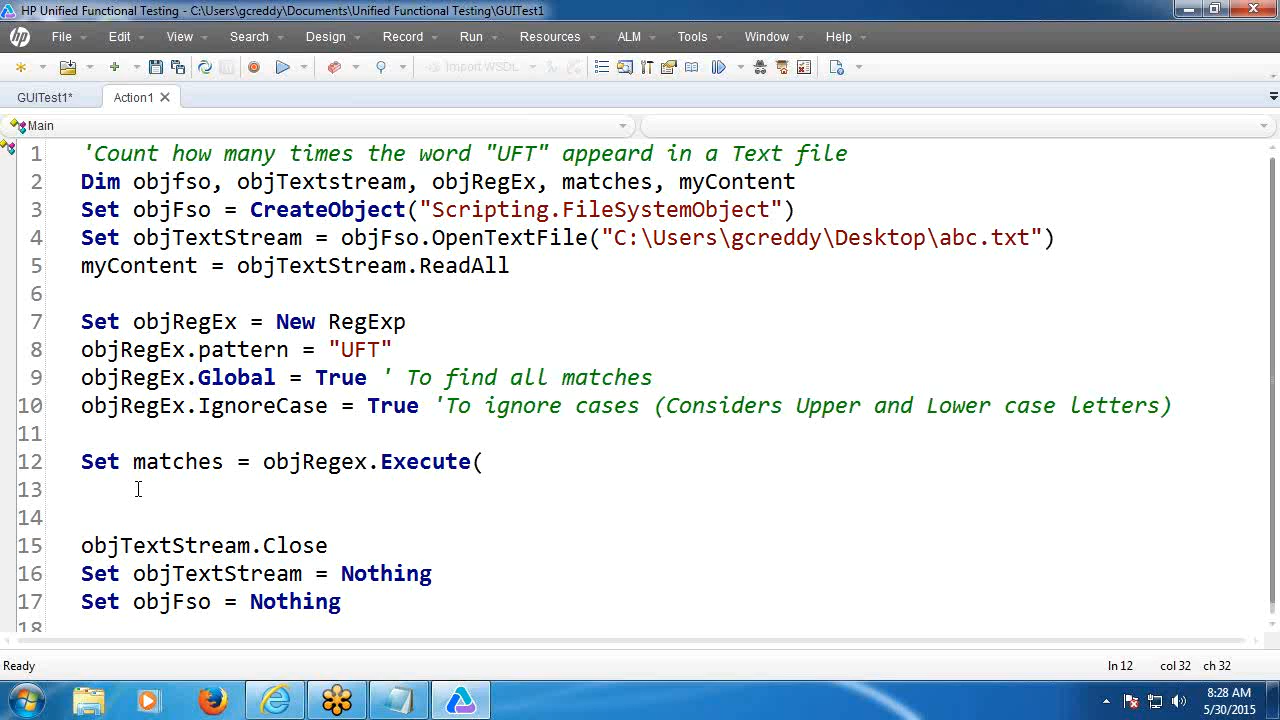 HP Unified Functional Testing - C:\Users\gcreddy\Documents\Unified Functional Testing\GUITest1
hp File Edit View Search Design Record Run Resources ALM Tools Window Help
Import WSDL
GUITest1* Action1
Main
1 'Count how many times the word "UFT" appeard in a Text file
2 Dim objfso, objTextstream, objRegEx, matches, myContent
3 Set objFso = CreateObject("Scripting.FileSystemObject")
4 Set objTextStream = objFso.OpenTextFile("C:\Users\gcreddy\Desktop\abc.txt")
5 myContent = objTextStream.ReadAll
6
7 Set objRegEx = New RegExp
8 objRegEx.pattern = "UFT"
9 objRegEx.Global = True ' To find all matches
10 objRegEx.IgnoreCase = True 'To ignore cases (Considers Upper and Lower case letters)
11
12 Set matches = objRegex.Execute(
13
14
15 objTextStream.Close
16 Set objTextStream = Nothing
17 Set objFso = Nothing
18
Ready ln 12 col 32 ch 32
8:28 AM
5/30/2015